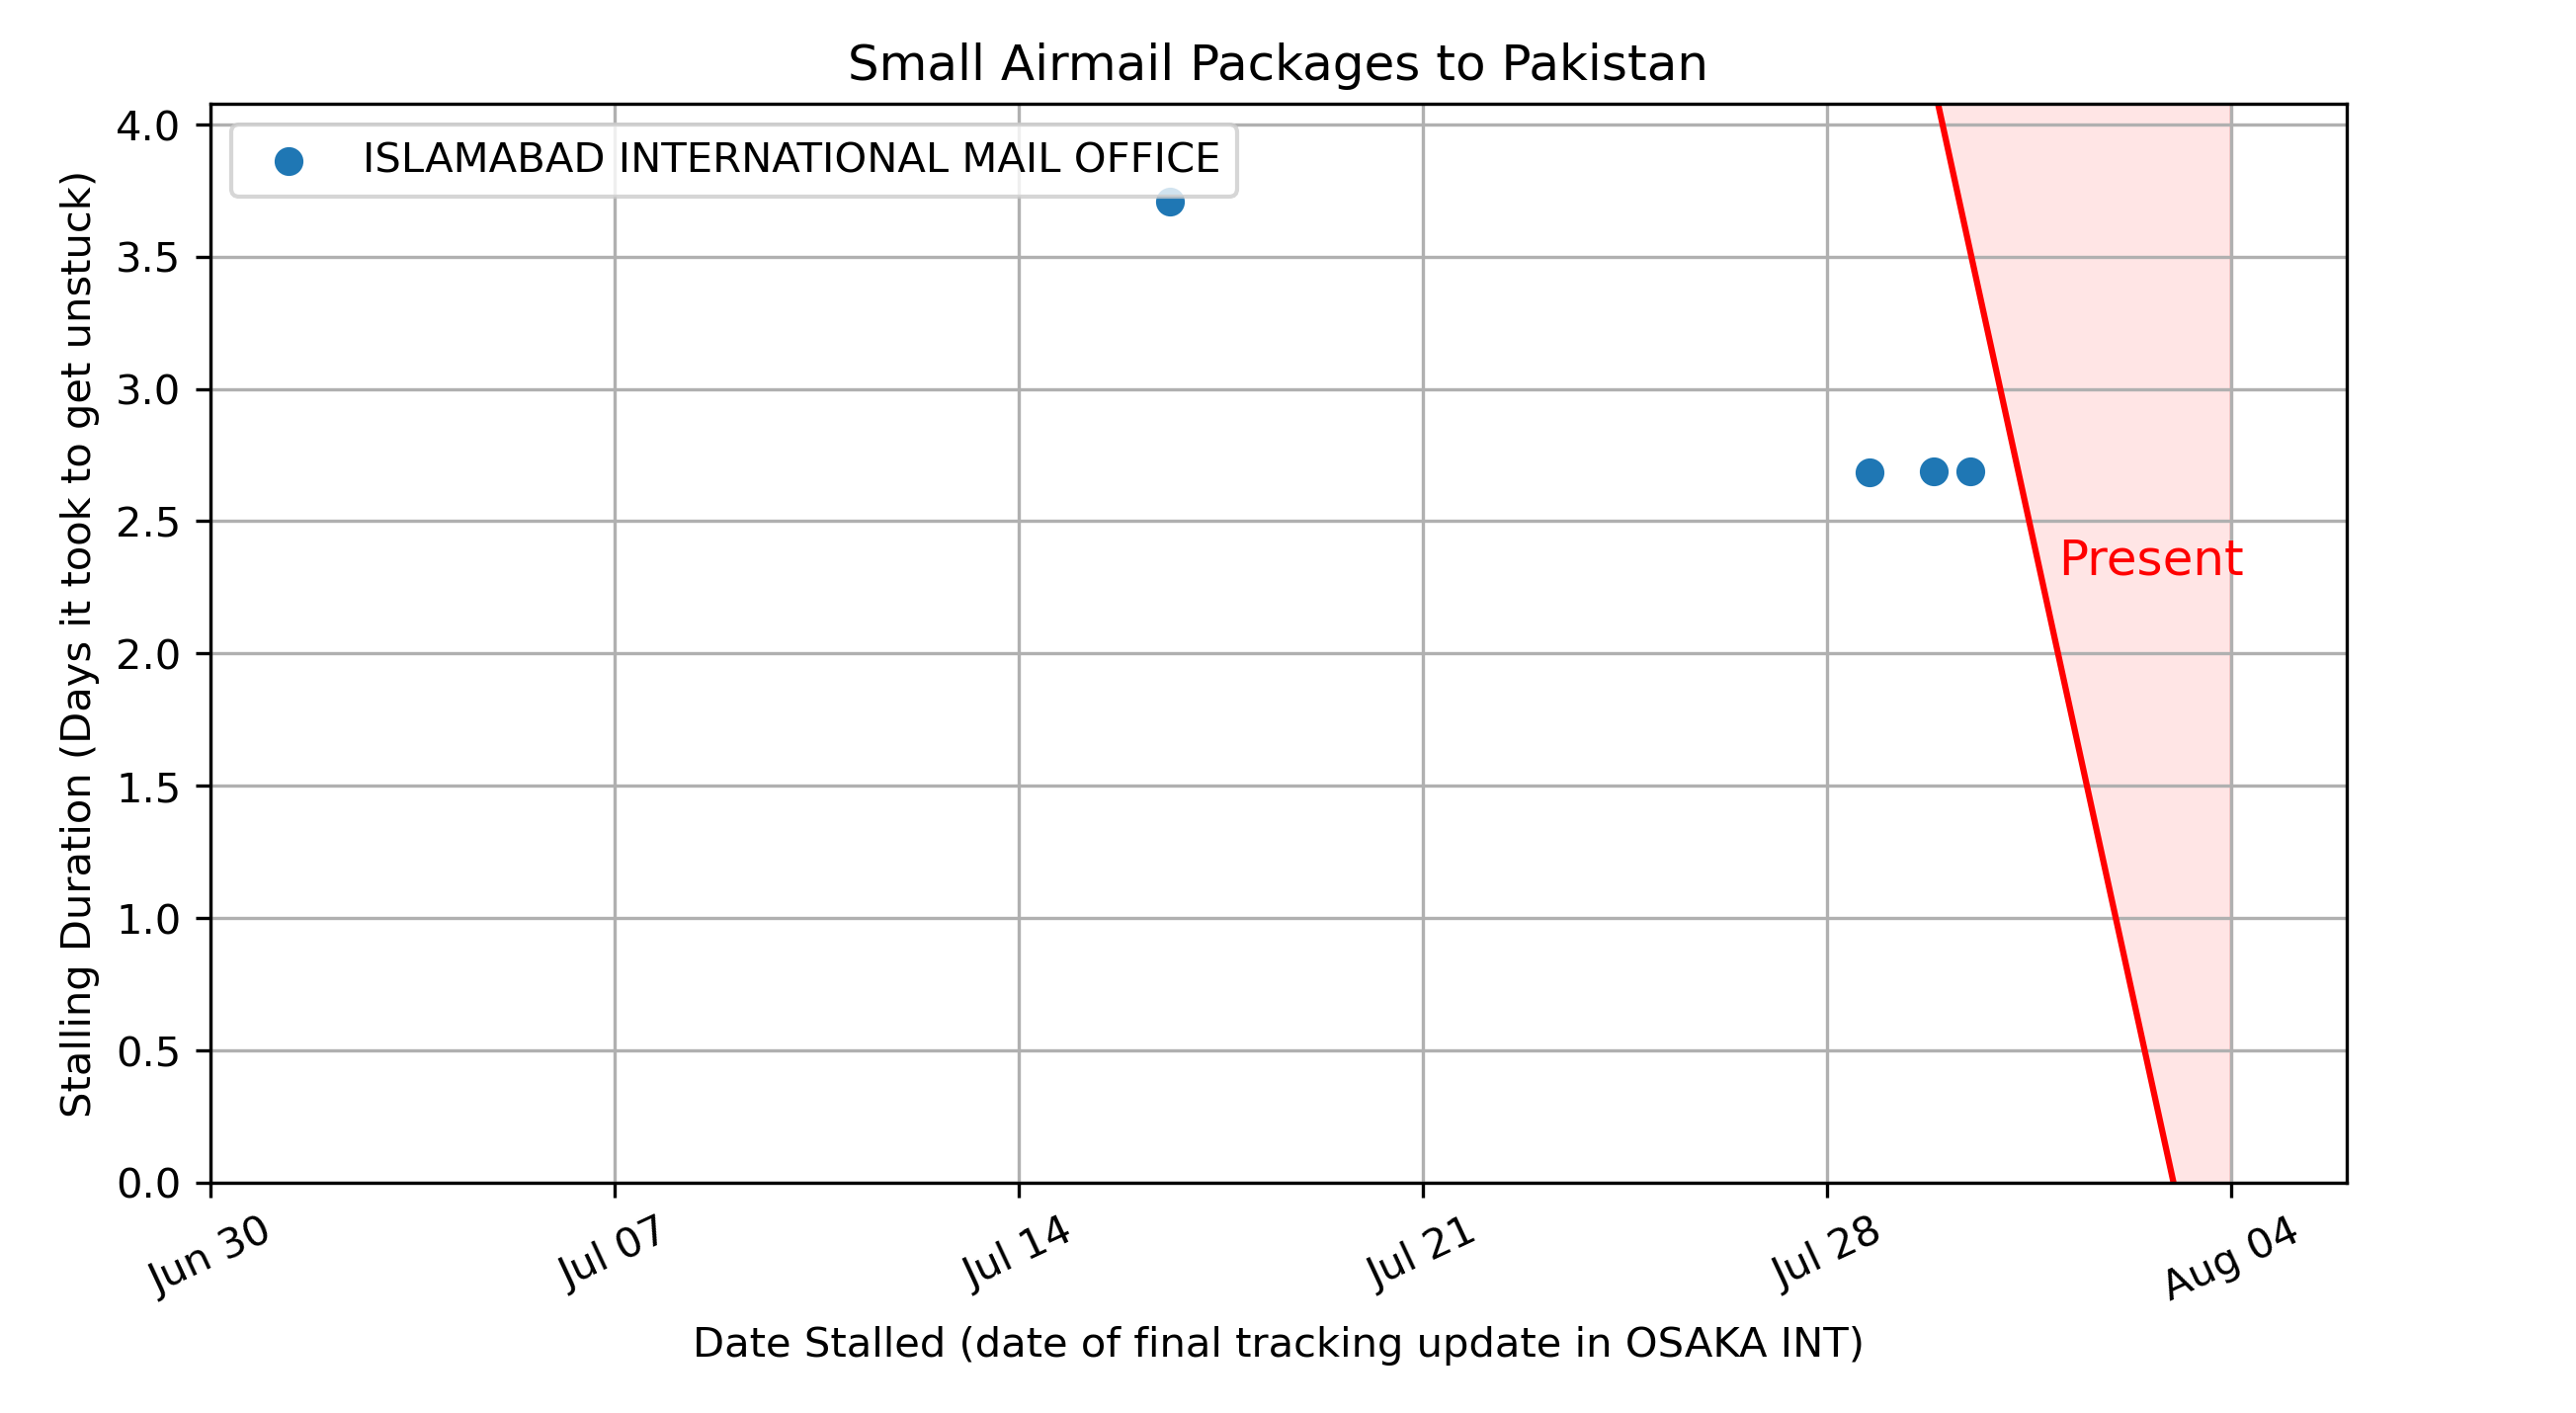 Small Airmail Packages to Pakistan
ISLAMABAD INTERNATIONAL MAIL OFFICE
Stalling Duration (Days it took to get unstuck)
4.0
3.5
3.0
2.5
2.0
1.5
1.0
0.5
0.0
Present
Jun 30
Jul 07
Jul 14
Jul 21
Jul 28
Aug 04
Date Stalled (date of final tracking update in OSAKA INT)